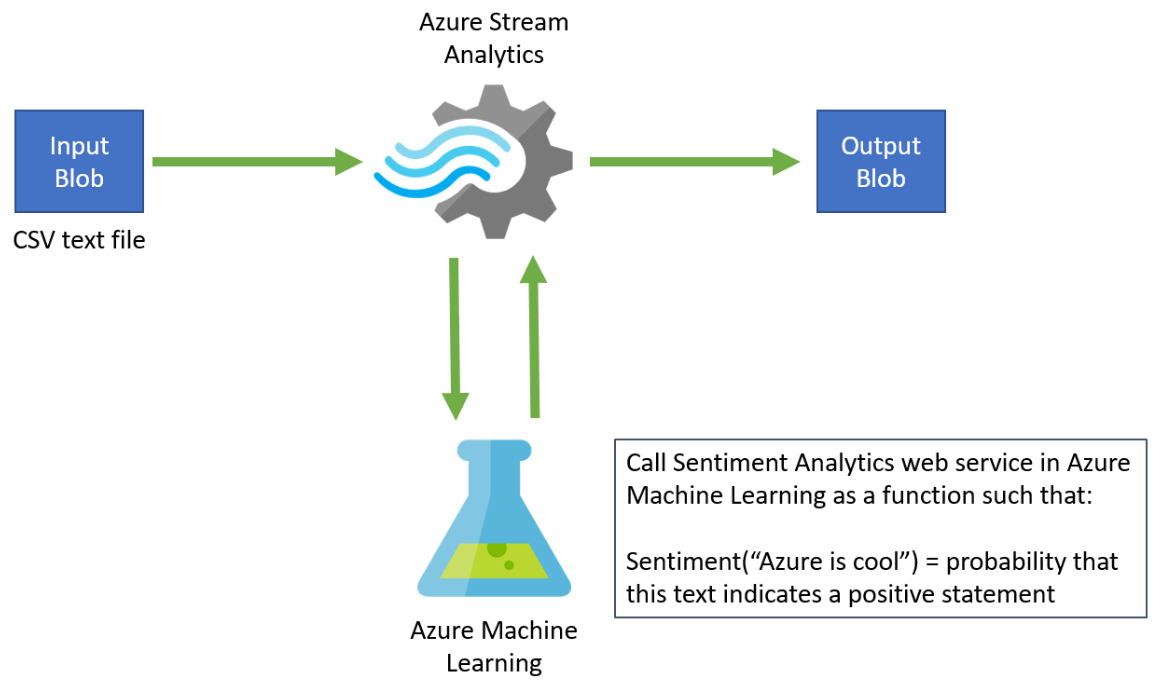 Azure Stream
Analytics
Input
Blob
Output
Blob
CSV text file
Call Sentiment Analytics web service in Azure
Machine Learning as a function such that:
Sentiment(“Azure is cool”) = probability that
this text indicates a positive statement
Azure Machine
Learning